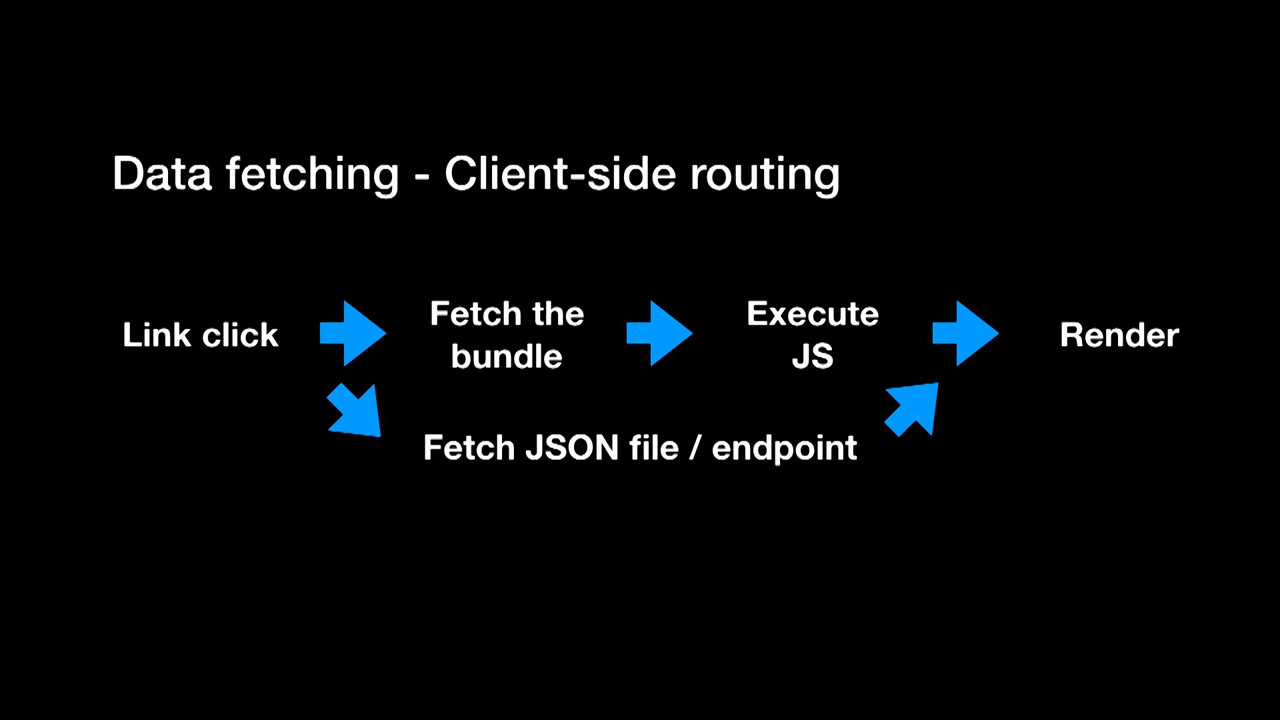 Data fetching - Client-side routing
Link click
Fetch the
bundle
Execute
JS
Render
Fetch JSON file / endpoint